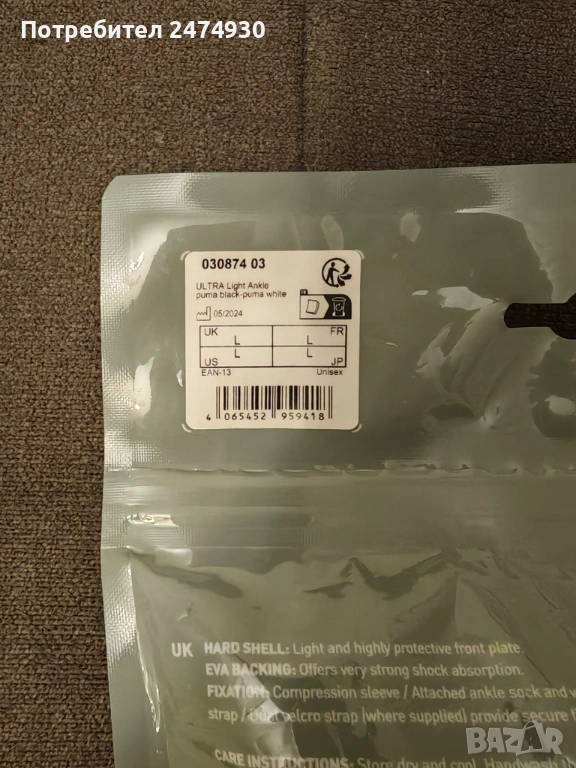 Потребител 2474930
030874 03
ULTRA Light Ankle
puma black-puma white
05/2024
UK L L FR
US L L JP
EAN-13 Unisex
4 065452 959418
UK HARD SHELL: Light and highly protective front plate.
EVA BACKING: Offers very strong shock absorption.
FIXATION: Compression sleeve / Attached ankle sock and
strap / Dual velcro strap (where supplied) provide secure
CARE INSTRUCTIONS: Store dry and cool. Handwash
BAZAR